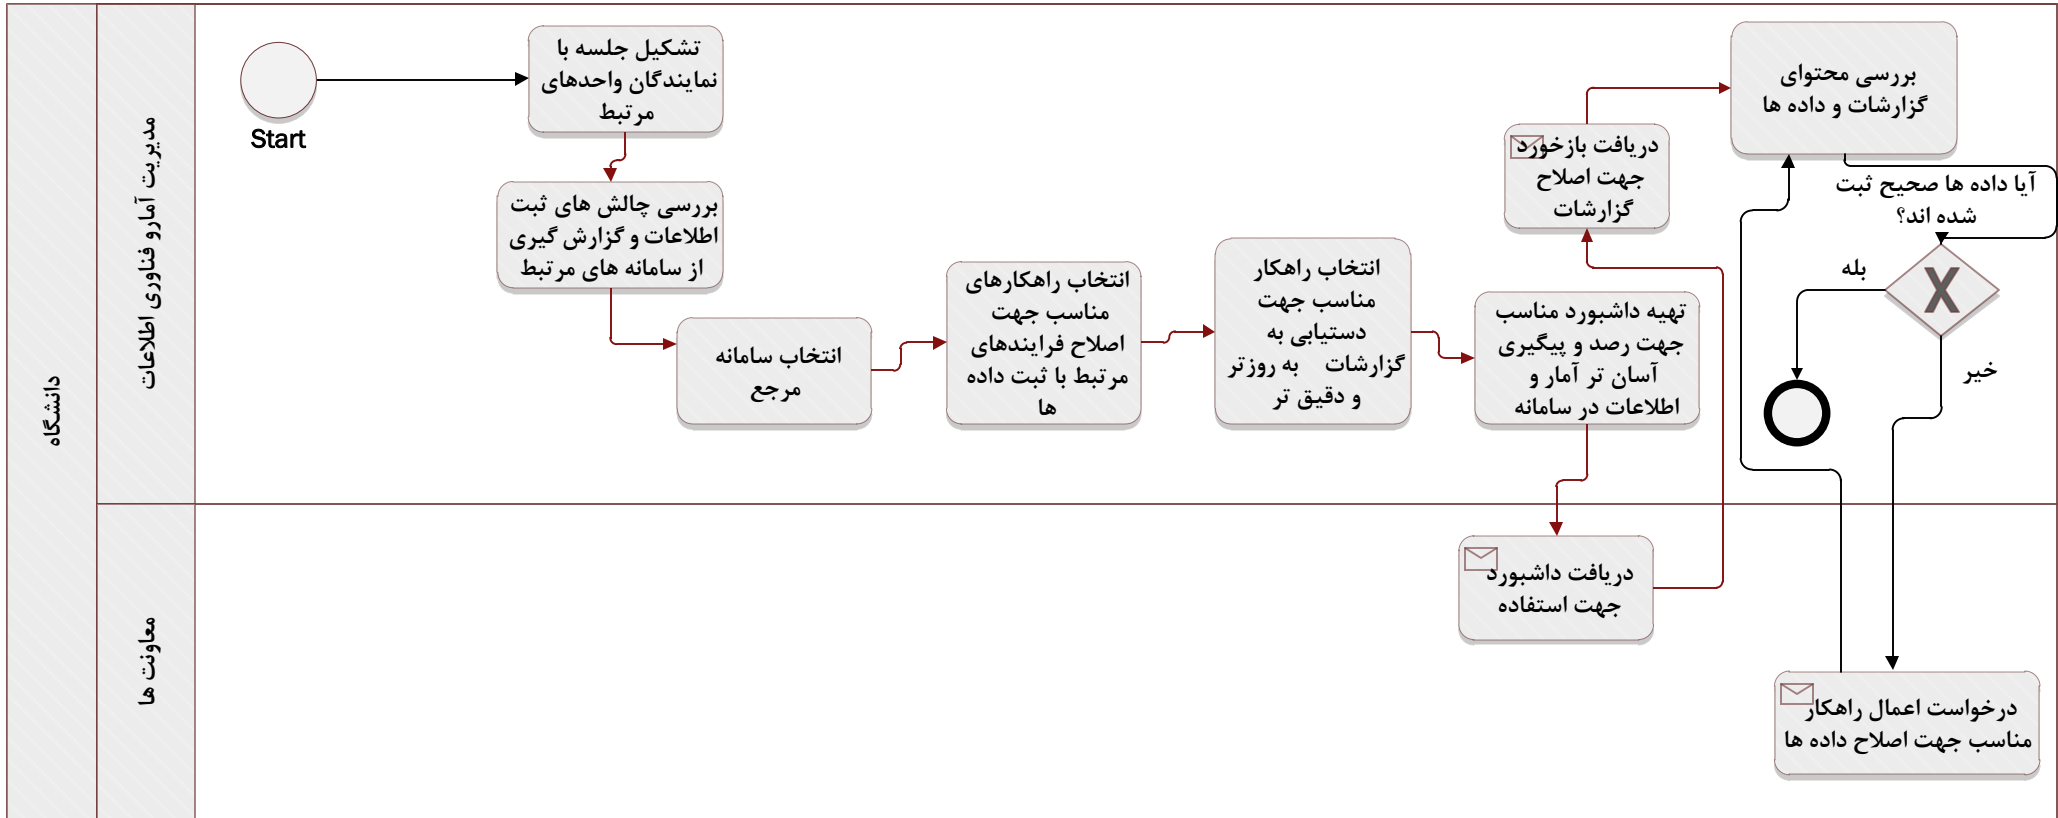 دانشگاه
مدیریت آمارو فناوری اطلاعات
معاونت ها
Start
تشکیل جلسه با
نمایندگان واحدهای
مرتبط
بررسی چالش های ثبت
اطلاعات و گزارش گیری
از سامانه های مرتبط
انتخاب سامانه
مرجع
انتخاب راهکارهای
مناسب جهت
اصلاح فرایندهای
مرتبط با ثبت داده
ها
انتخاب راهکار
مناسب جهت
دستیابی به
گزارشات به روزتر
و دقیق تر
تهیه داشبورد مناسب
جهت رصد و پیگیری
آسان تر آمار و
اطلاعات در سامانه
دریافت داشبورد
جهت استفاده
دریافت بازخورد
جهت اصلاح
گزارشات
بررسی محتوای
گزارشات و داده ها
آیا داده ها صحیح ثبت
شده اند؟
بله
خیر
درخواست اعمال راهکار
مناسب جهت اصلاح داده ها